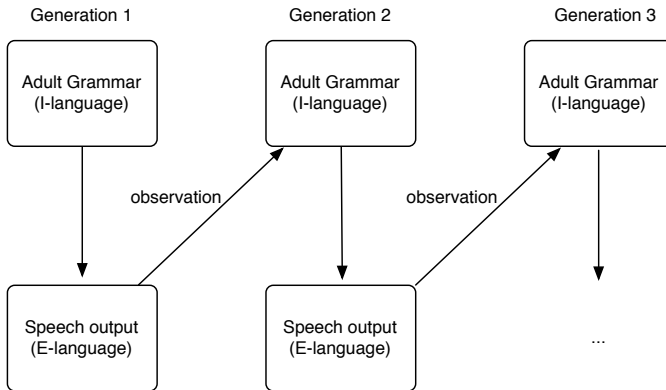 Generation 1
Generation 2
Generation 3
Adult Grammar
(I-language)
Adult Grammar
(I-language)
Adult Grammar
(I-language)
observation
observation
Speech output
(E-language)
Speech output
(E-language)
...